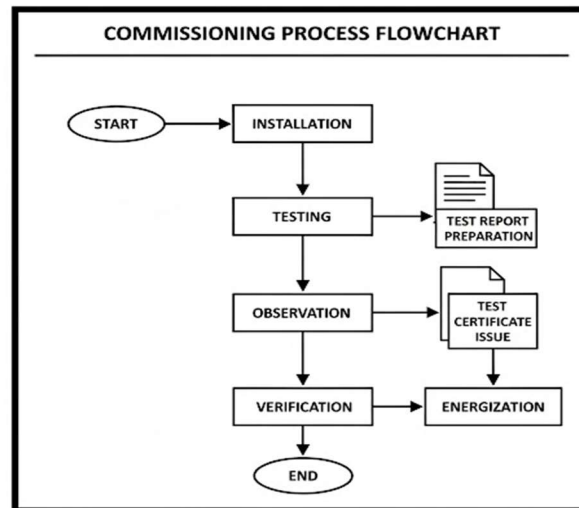 COMMISSIONING PROCESS FLOWCHART
START
INSTALLATION
TESTING
TEST REPORT
PREPARATION
OBSERVATION
TEST
CERTIFICATE
ISSUE
VERIFICATION
ENERGIZATION
END